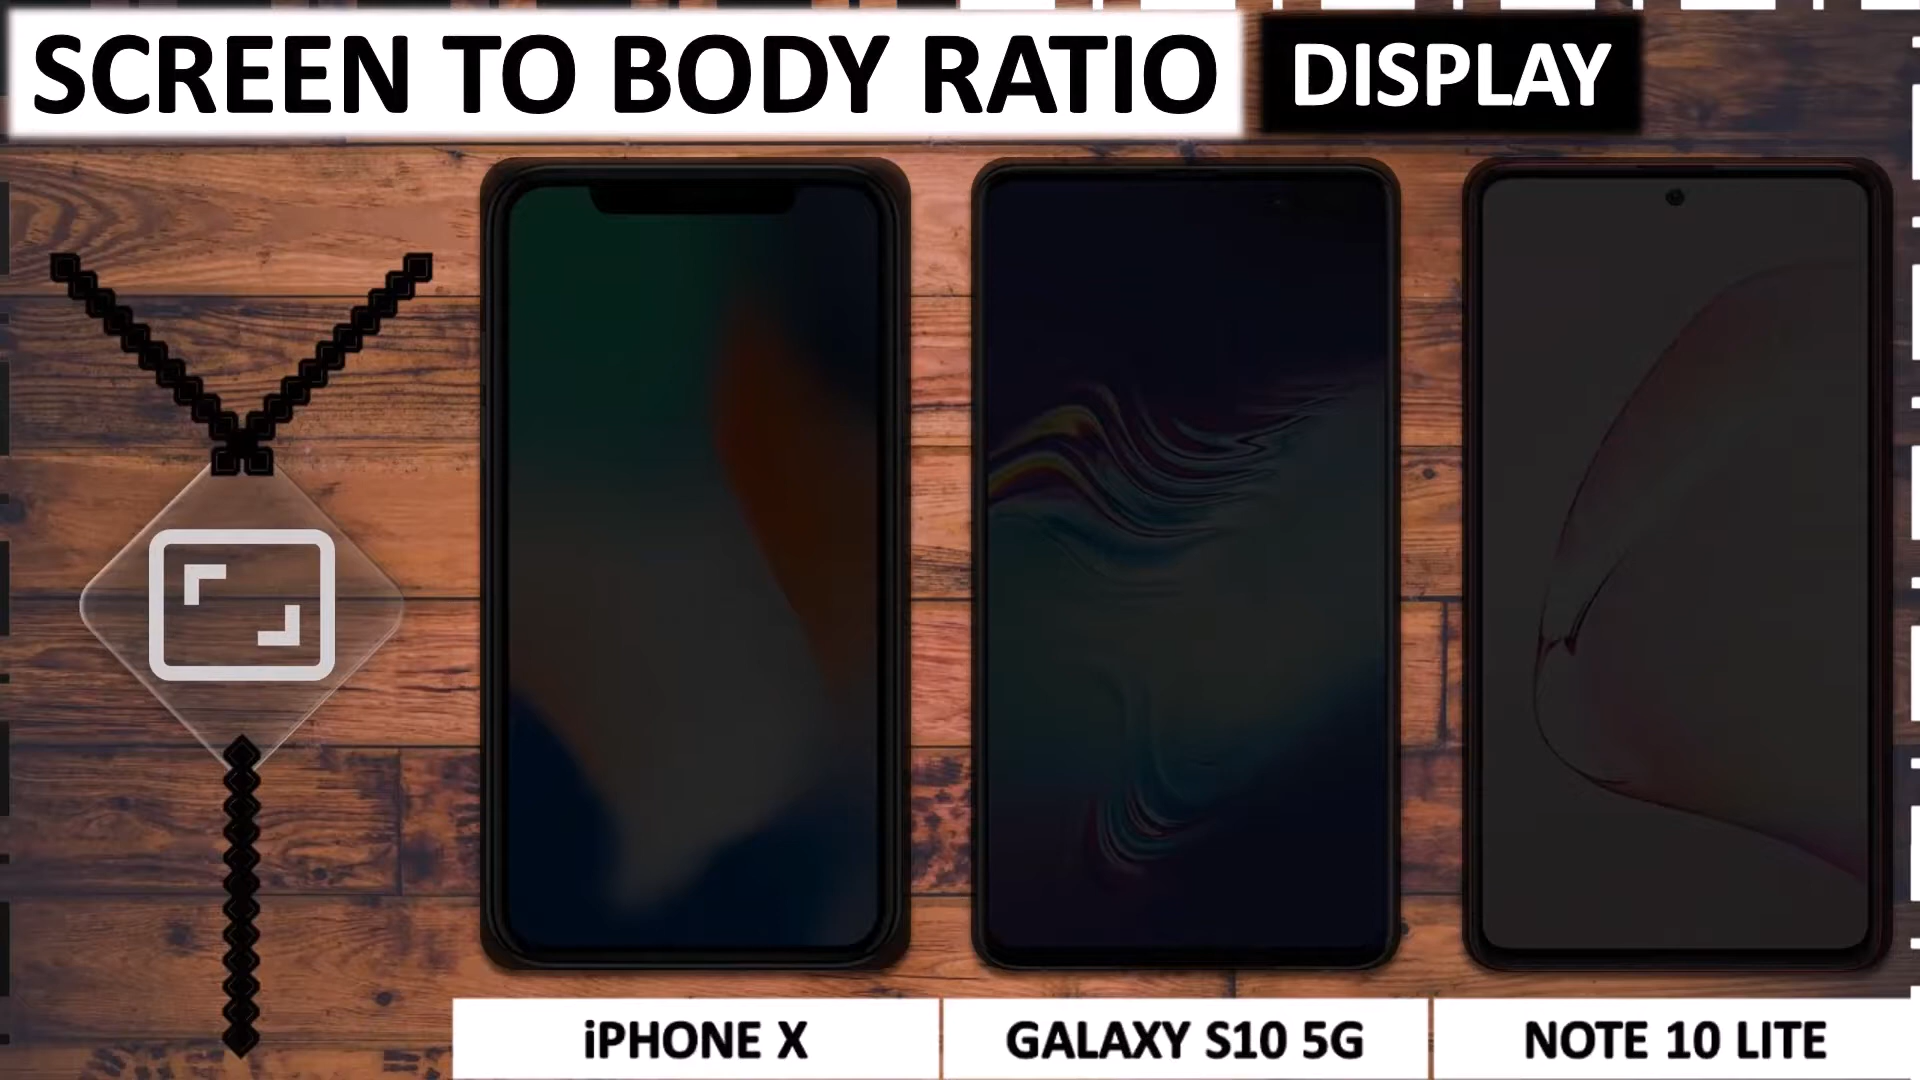 SCREEN TO BODY RATIO
DISPLAY
iPHONE X
GALAXY S10 5G
NOTE 10 LITE